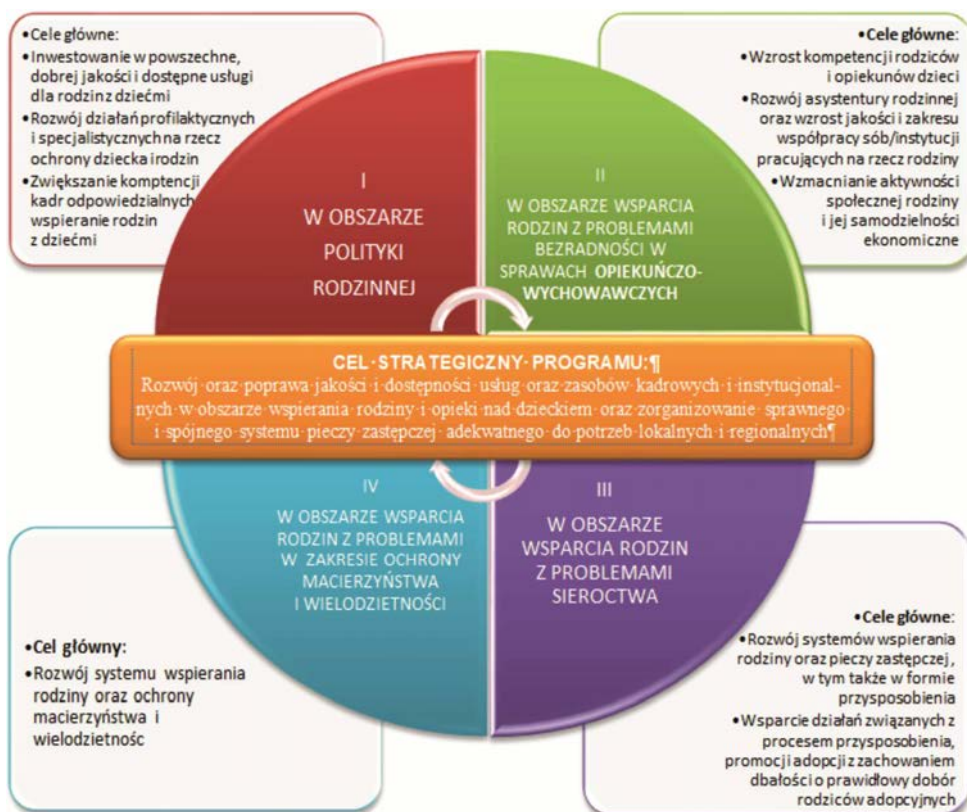 •Cele główne:
•Inwestowanie w powszechne,
dobrej jakości i dostępne usługi
dla rodzin z dziećmi
•Rozwój działań profilaktycznych
i specjalistycznych na rzecz
ochrony dziecka irodzin
•Zwiększanie komptencji
kadr odpowiedzialnych
wspieranie rodzin
z dziećmi
•Cele główne:
•Wzrost kompetencji rodziców
i opiekunów dzieci
•Rozwój asystentury rodzinnej
oraz wzrost jakości i zakresu
współpracy sób/instytucji
pracujących na rzecz rodziny
•Wzmacnianie aktywności
społecznej rodziny
i jej samodzielności
ekonomiczne
I
W OBSZARZE
POLITYKI
RODZINNEJ
II
W OBSZARZE WSPARCIA
RODZIN Z PROBLEMAMI
BEZRADNOŚCI W
SPRAWACH OPIEKUŃCZO-
WYCHOWAWCZYCH
CEL·STRATEGICZNY·PROGRAMU:¶
Rozwój·oraz·poprawa·jakości·i·dostępności·usług·oraz·zasobów·kadrowych·i·instytucjonal-
nych·w·obszarze·wspierania·rodziny·i·opieki·nad·dzieckiem·oraz·zorganizowanie·sprawnego·
i·spójnego·systemu·pieczy·zastępczej·adekwatnego·do·potrzeb·lokalnych·i·regionalnych¶
IV
W OBSZARZE WSPARCIA
RODZIN Z PROBLEMAMI
W ZAKRESIE OCHRONY
MACIERZYŃSTWA
I WIELODZIETNOŚCI
III
W OBSZARZE
WSPARCIA RODZIN
Z PROBLEMAMI
SIEROCTWA
•Cel główny:
•Rozwój systemu wspierania
rodziny oraz ochrony
macierzyństwa i
wielodzietnośc
•Cele główne:
•Rozwój systemów wspierania
rodziny oraz pieczy zastępczej,
w tym także w formie
przysposobienia
•Wsparcie działań związanych z
procesem przysposobienia,
promocji adopcji z zachowaniem
dbałości o prawidłowy dobór
rodziców adopcyjnych